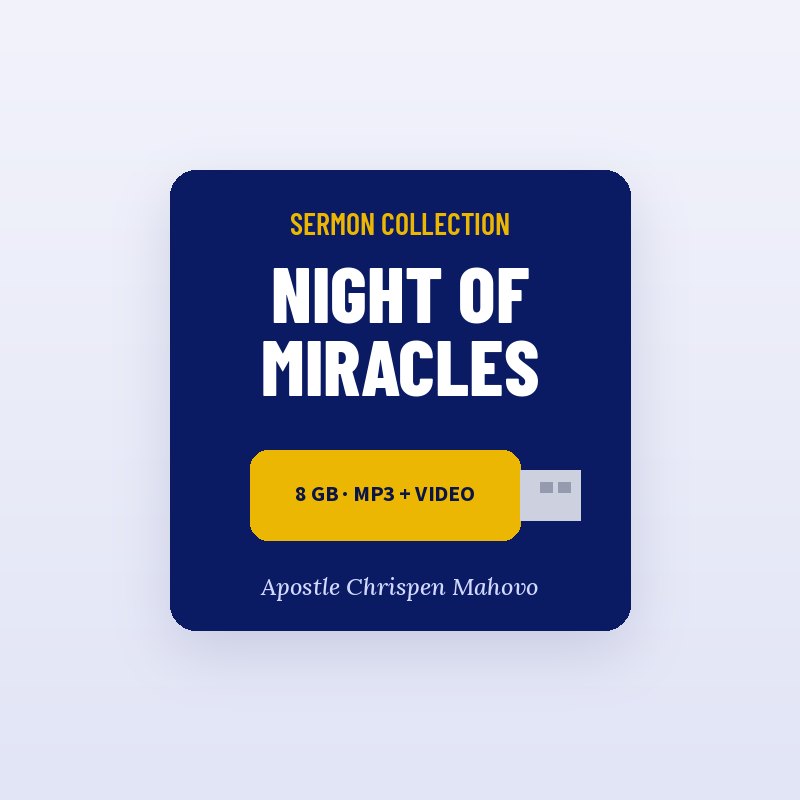 SERMON COLLECTION
NIGHT OF
MIRACLES
8 GB · MP3 + VIDEO
Apostle Chrispen Mahovo